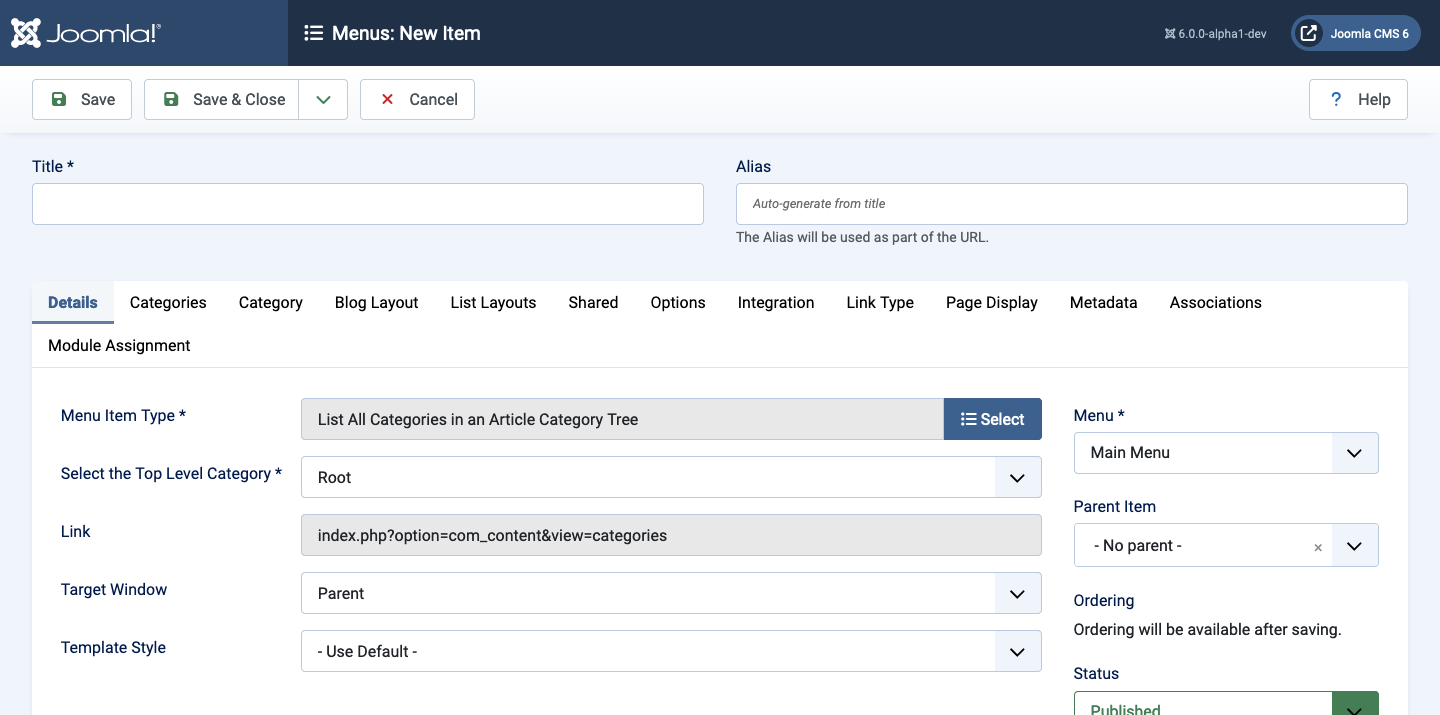 Joomla!® Menus: New Item 6.0.0-alpha1-dev Joomla CMS 6
Save Save & Close Cancel ? Help
Title * Alias
Auto-generate from title
The Alias will be used as part of the URL.
Details Categories Category Blog Layout List Layouts Shared Options Integration Link Type Page Display Metadata Associations
Module Assignment
Menu Item Type * List All Categories in an Article Category Tree Select
Select the Top Level Category * Root
Link index.php?option=com_content&view=categories
Target Window Parent
Template Style - Use Default -
Menu *
Main Menu
Parent Item
- No parent - ×
Ordering
Ordering will be available after saving.
Status
Published